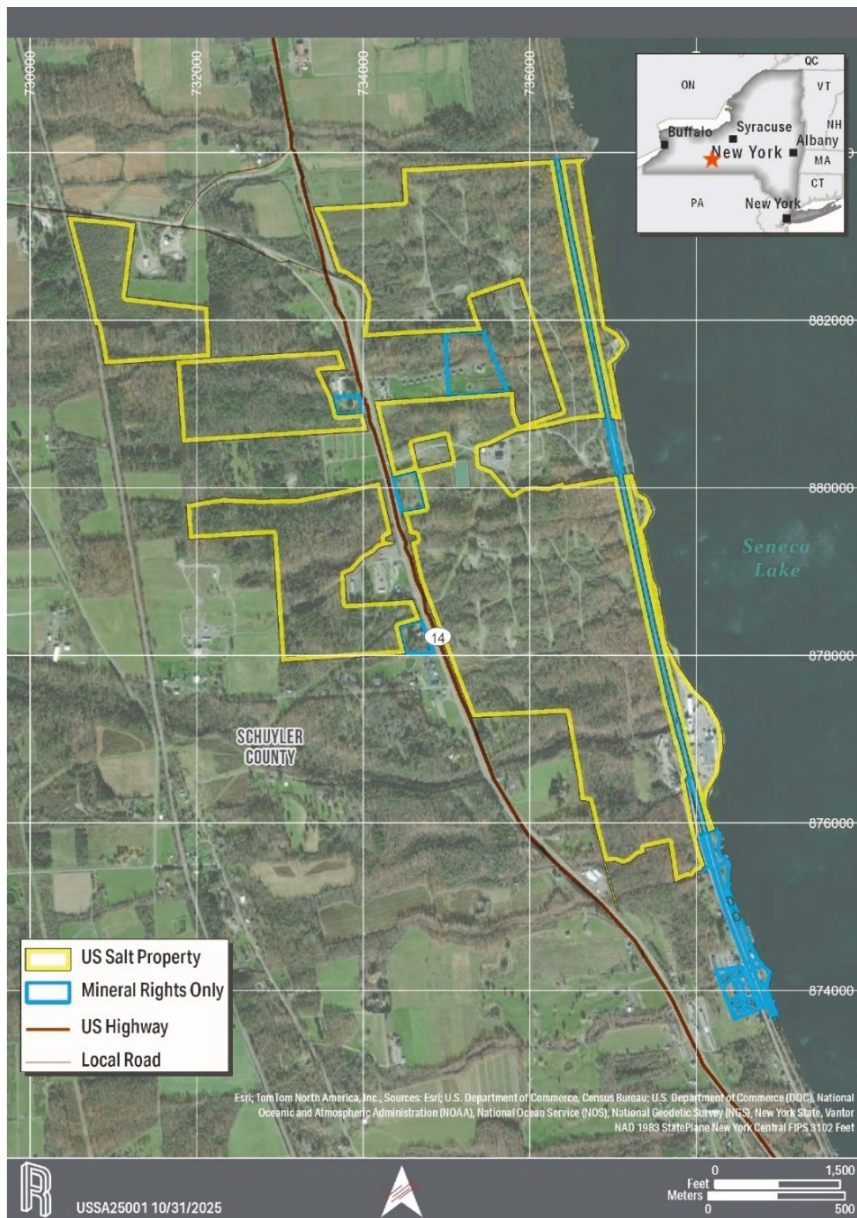 730000
732000
734000
736000
QC
ON
VT
NH
Buffalo
Syracuse
New York
Albany
MA
CT
PA
New York
882000
880000
Seneca
Lake
14
878000
SCHUYLER
COUNTY
876000
874000
US Salt Property
Mineral Rights Only
US Highway
Local Road
Esri, TomTom North America, Inc., Sources: Esri; U.S. Department of Commerce, Census Bureau; U.S. Department of Commerce (DOC), National
Oceanic and Atmospheric Administration (NOAA), National Ocean Service (NOS), National Geodetic Survey (NGS), New York State, Vantor
NAD 1983 StatePlane New York Central FIPS 3102 Feet
R
USSA25001 10/31/2025
0 1,500
Feet
Meters
0 500